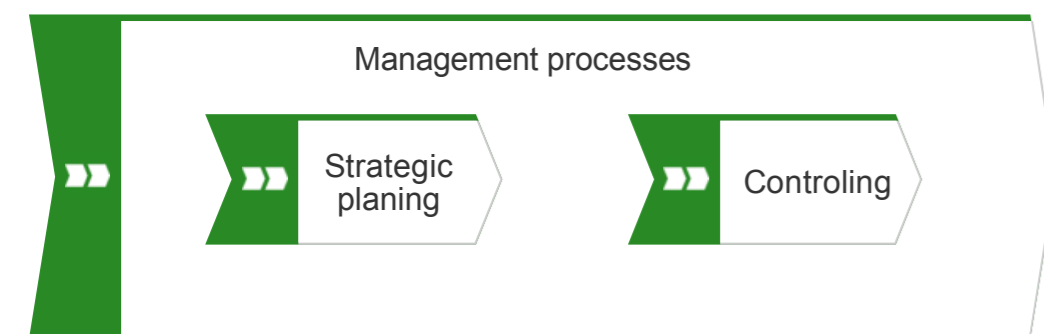 Management processes
Strategic
planing
Controling